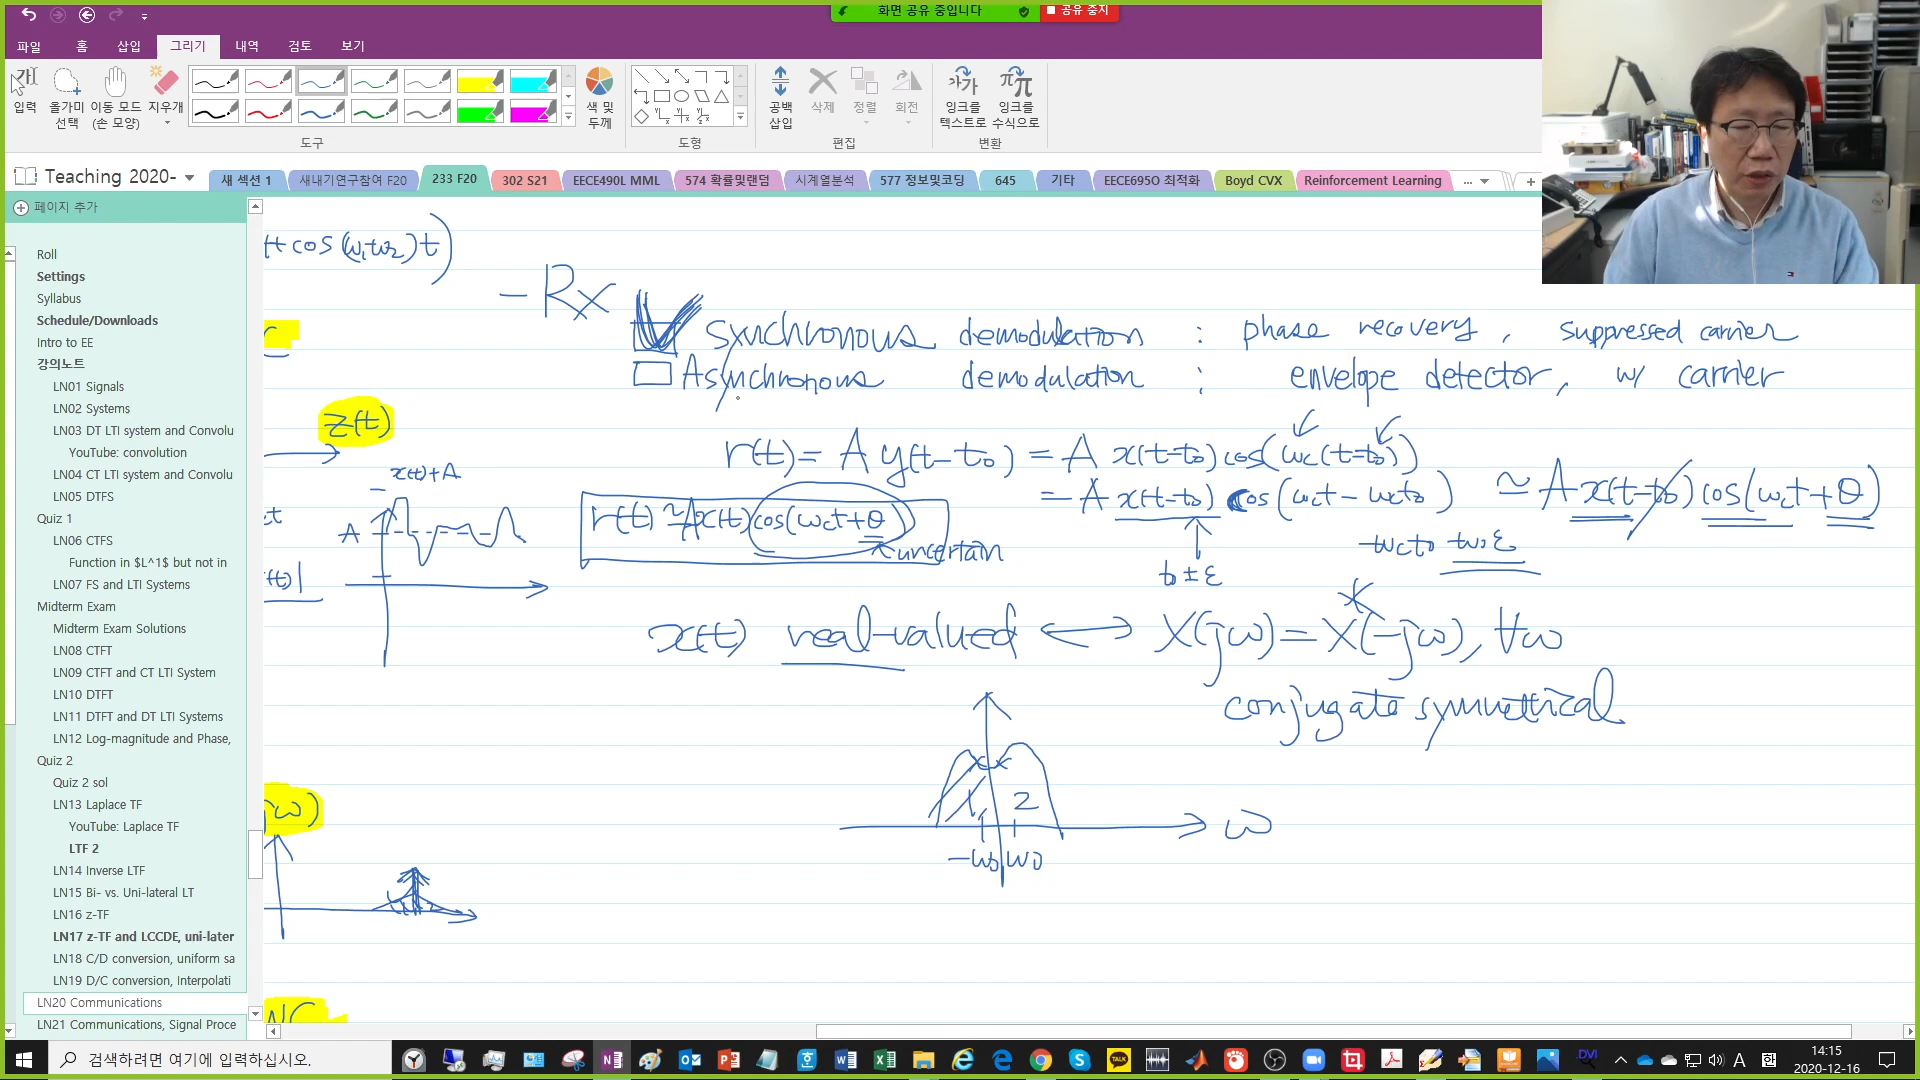 화면 공유 중입니다 공유 중지
파일 홈 삽입 그리기 내역 검토 보기
입력
올가미 선택
이동 모드 (손 모양)
지우개
색 및 두께
공백 삽입
삭제
정렬
회전
잉크를 텍스트로
잉크를 수식으로
도구 도형 편집 변환
Teaching 2020- 새 섹션 1 새내기연구참여 F20 233 F20 302 S21 EECE490L MML 574 확률및랜덤 시계열분석 577 정보및코딩 645 기타 EECE695O 최적화 Boyd CVX Reinforcement Learning ...
페이지 추가
Roll
Settings
Syllabus
Schedule/Downloads
Intro to EE
강의노트
LN01 Signals
LN02 Systems
LN03 DT LTI system and Convolu
YouTube: convolution
LN04 CT LTI system and Convolu
LN05 DTFS
Quiz 1
LN06 CTFS
Function in $L^1$ but not in
LN07 FS and LTI Systems
Midterm Exam
Midterm Exam Solutions
LN08 CTFT
LN09 CTFT and CT LTI System
LN10 DTFT
LN11 DTFT and DT LTI Systems
LN12 Log-magnitude and Phase,
Quiz 2
Quiz 2 sol
LN13 Laplace TF
YouTube: Laplace TF
LTF 2
LN14 Inverse LTF
LN15 Bi- vs. Uni-lateral LT
LN16 z-TF
LN17 z-TF and LCCDE, uni-later
LN18 C/D conversion, uniform sa
LN19 D/C conversion, Interpolati
LN20 Communications
LN21 Communications, Signal Proce
- Rx
Synchronous demodulation : phase recovery, suppressed carrier
Asynchronous demodulation : envelope detector, w/ carrier
z(t)
x(t)+A
A
r(t) = A y(t-t₀) = A x(t-t₀) cos(ωc(t-t₀))
= A x(t-t₀) cos(ωct - ωct₀) ≃ A x(t-t₀) cos(ωct+θ)
r(t) ≈ A x(t) cos(ωct+θ)
uncertain
t₀ ± ε
x(t) real-valued ↔ X(jω) = X*(-jω), ∀ω
conjugate symmetrical
1 2
-ω₀ ω₀
ω
검색하려면 여기에 입력하십시오.
A 한
14:15
2020-12-16